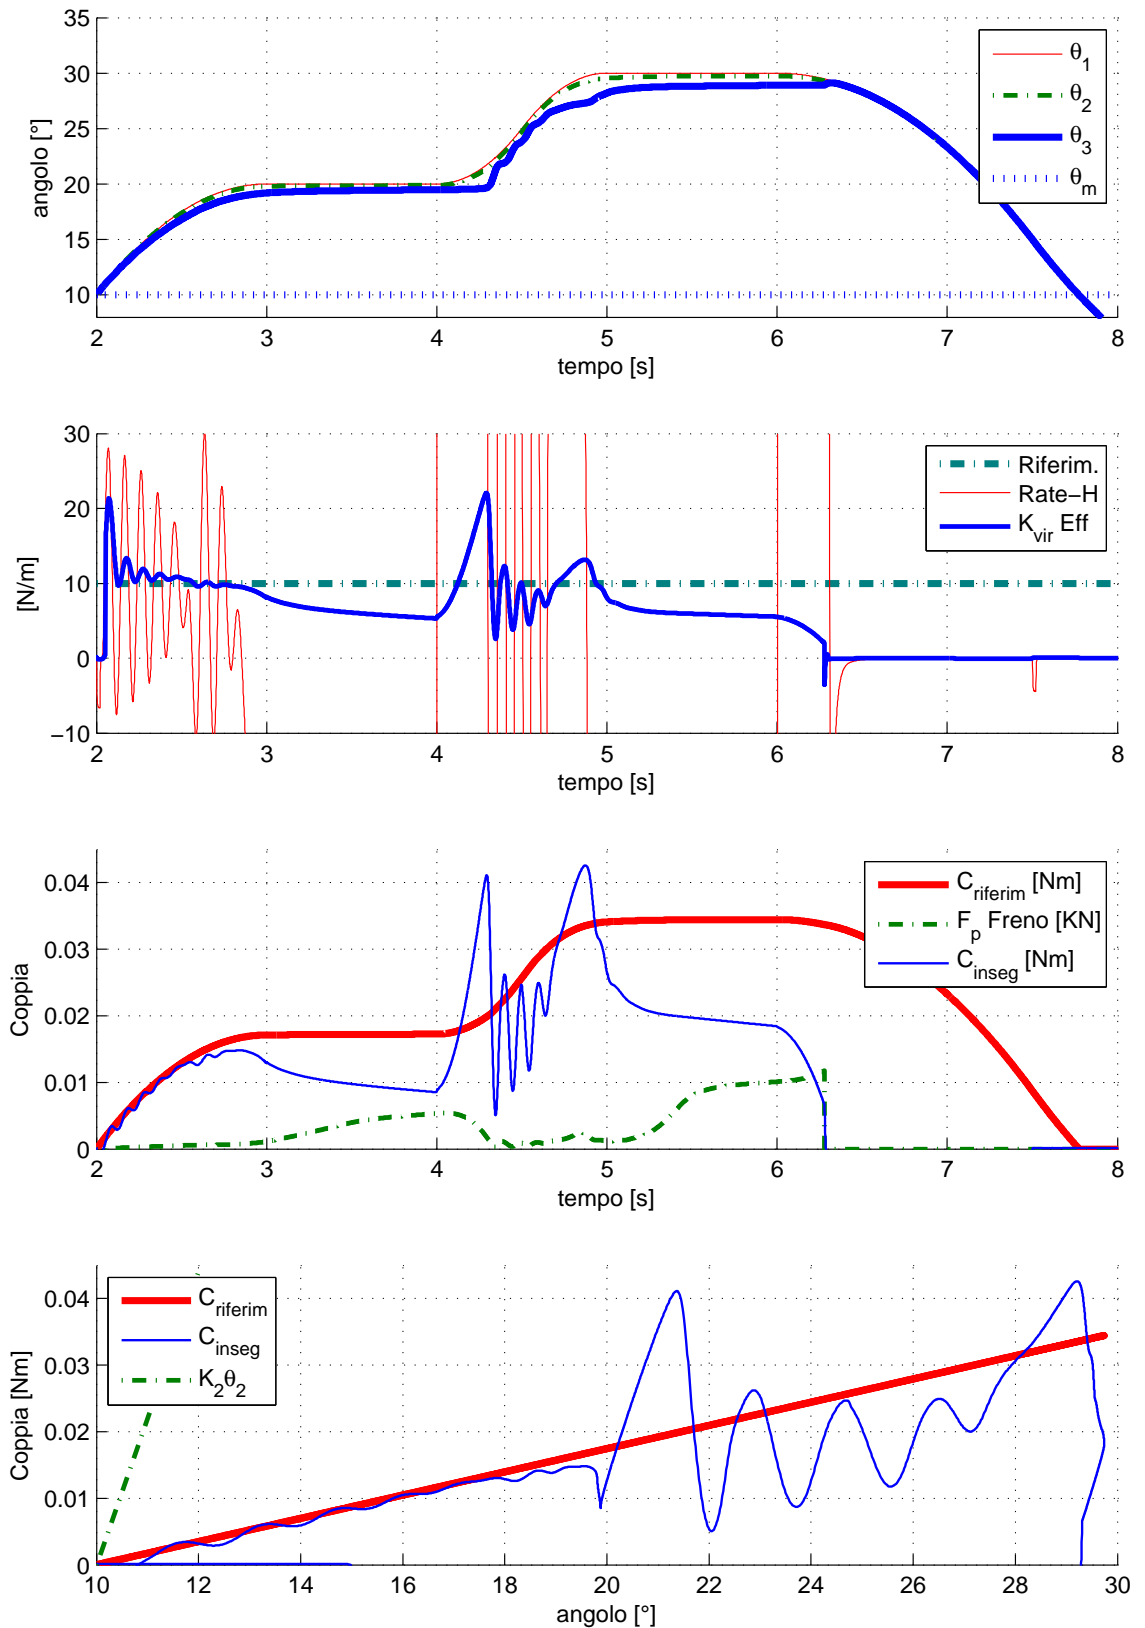 35
30
25
20
15
10
angolo [°]
θ1
θ2
θ3
θm
2 3 4 5 6 7 8
tempo [s]
30
20
10
0
−10
[N/m]
Riferim.
Rate−H
Kvir Eff
2 3 4 5 6 7 8
tempo [s]
0.04
0.03
0.02
0.01
0
Coppia
Criferim [Nm]
Fp Freno [KN]
Cinseg [Nm]
2 3 4 5 6 7 8
tempo [s]
0.04
0.03
0.02
0.01
0
Coppia [Nm]
Criferim
Cinseg
K2θ2
10 12 14 16 18 20 22 24 26 28 30
angolo [°]